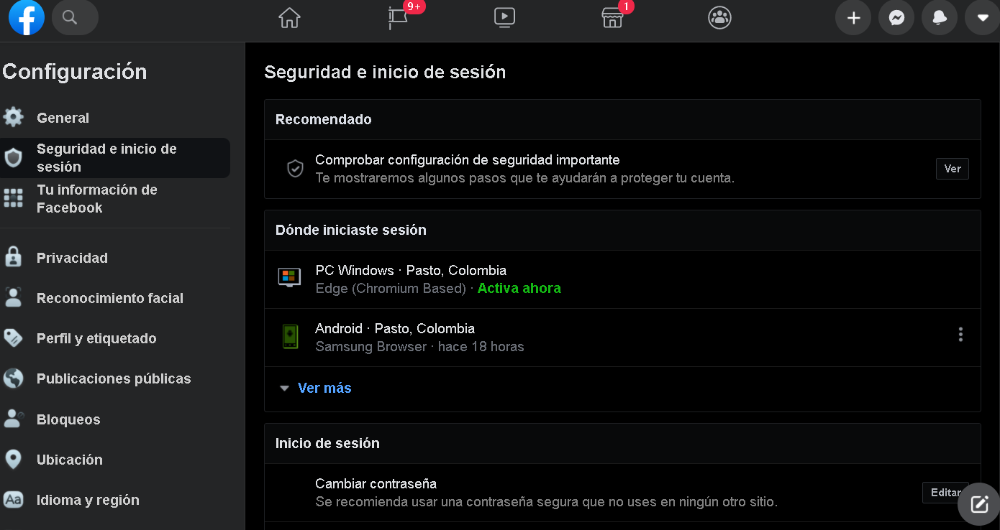 9+
1
Configuración
General
Seguridad e inicio de
sesión
Tu información de
Facebook
Privacidad
Reconocimiento facial
Perfil y etiquetado
Publicaciones públicas
Bloqueos
Ubicación
Aa
Idioma y región
Seguridad e inicio de sesión
Recomendado
Comprobar configuración de seguridad importante
Te mostraremos algunos pasos que te ayudarán a proteger tu cuenta.
Ver
Dónde iniciaste sesión
PC Windows · Pasto, Colombia
Edge (Chromium Based) · Activa ahora
Android · Pasto, Colombia
Samsung Browser · hace 18 horas
Ver más
Inicio de sesión
Cambiar contraseña
Se recomienda usar una contraseña segura que no uses en ningún otro sitio.
Editar